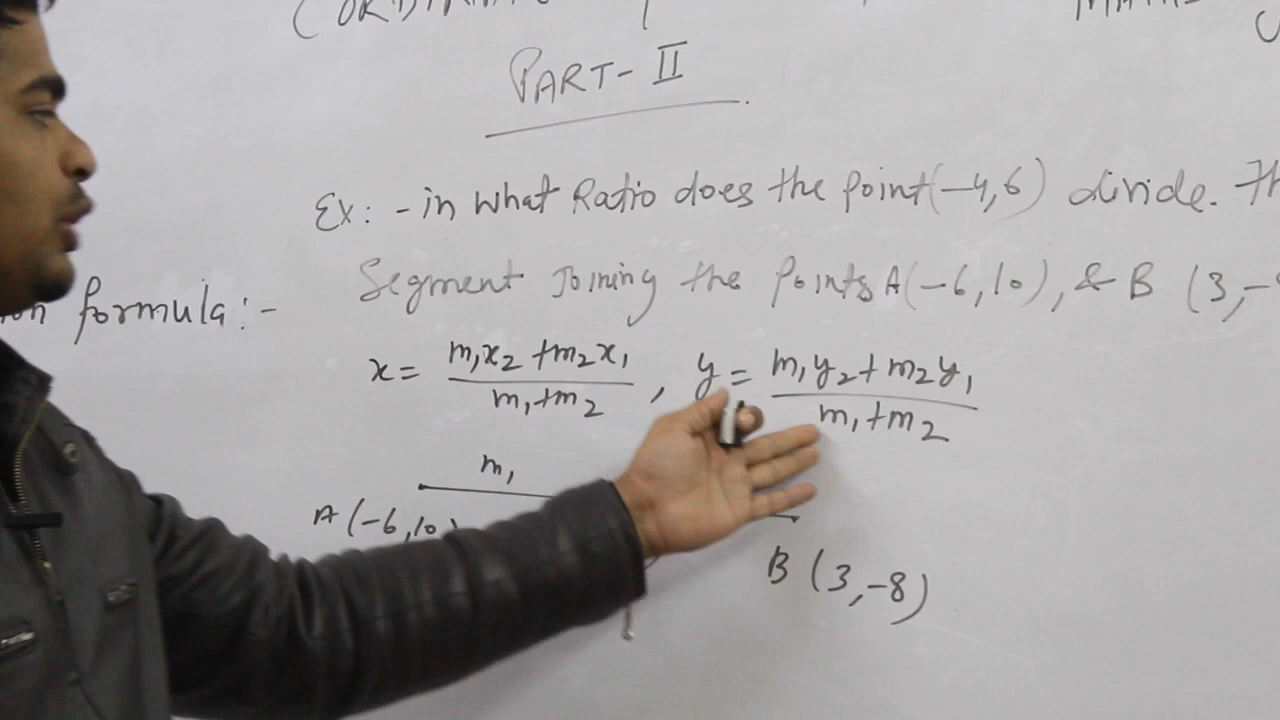 PART-II
Ex: - in what Ratio does the point (-4,6) divide. Th
formula:-
Segment Joining the points A(-6,10), & B (3,-8
x = m₁x₂ + m₂x₁ / m₁+m₂ , y = m₁y₂ + m₂y₁ / m₁+m₂
m₁
A (-6,10)
B (3,-8)